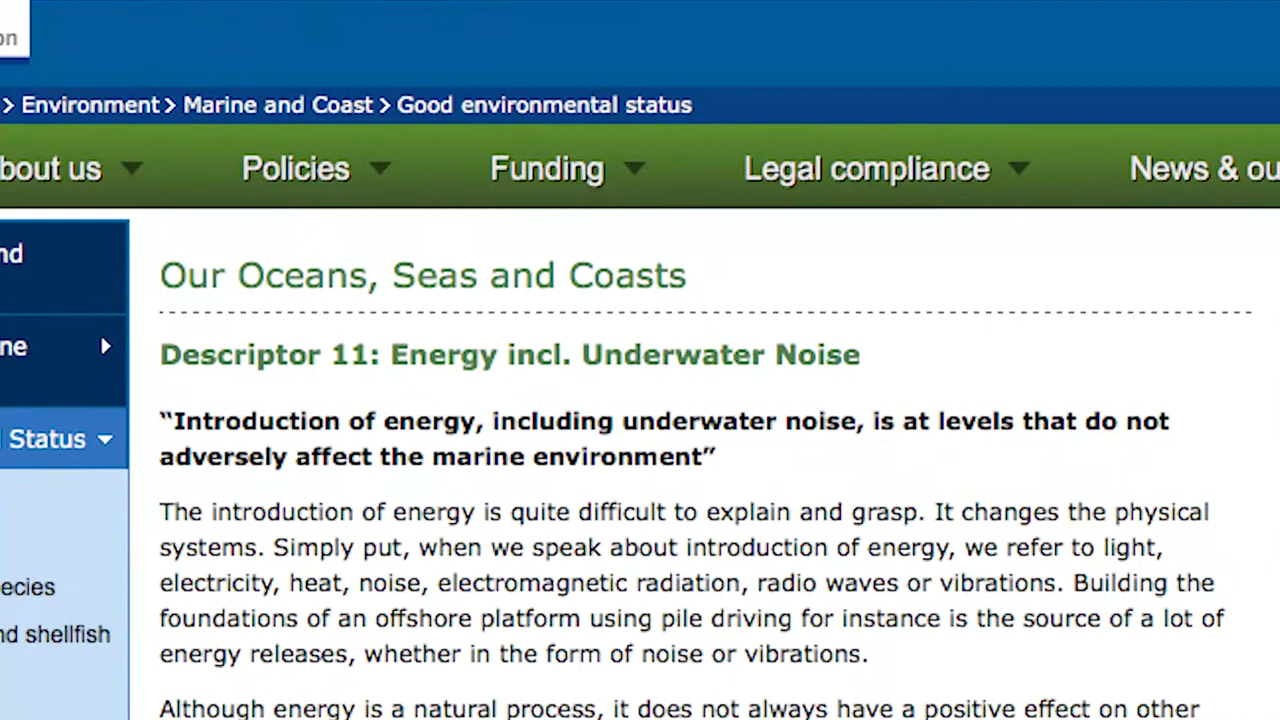 on
> Environment > Marine and Coast > Good environmental status
bout us Policies Funding Legal compliance News & ou
nd
ne
Status
ecies
nd shellfish
Our Oceans, Seas and Coasts
Descriptor 11: Energy incl. Underwater Noise
“Introduction of energy, including underwater noise, is at levels that do not
adversely affect the marine environment”
The introduction of energy is quite difficult to explain and grasp. It changes the physical
systems. Simply put, when we speak about introduction of energy, we refer to light,
electricity, heat, noise, electromagnetic radiation, radio waves or vibrations. Building the
foundations of an offshore platform using pile driving for instance is the source of a lot of
energy releases, whether in the form of noise or vibrations.
Although energy is a natural process, it does not always have a positive effect on other